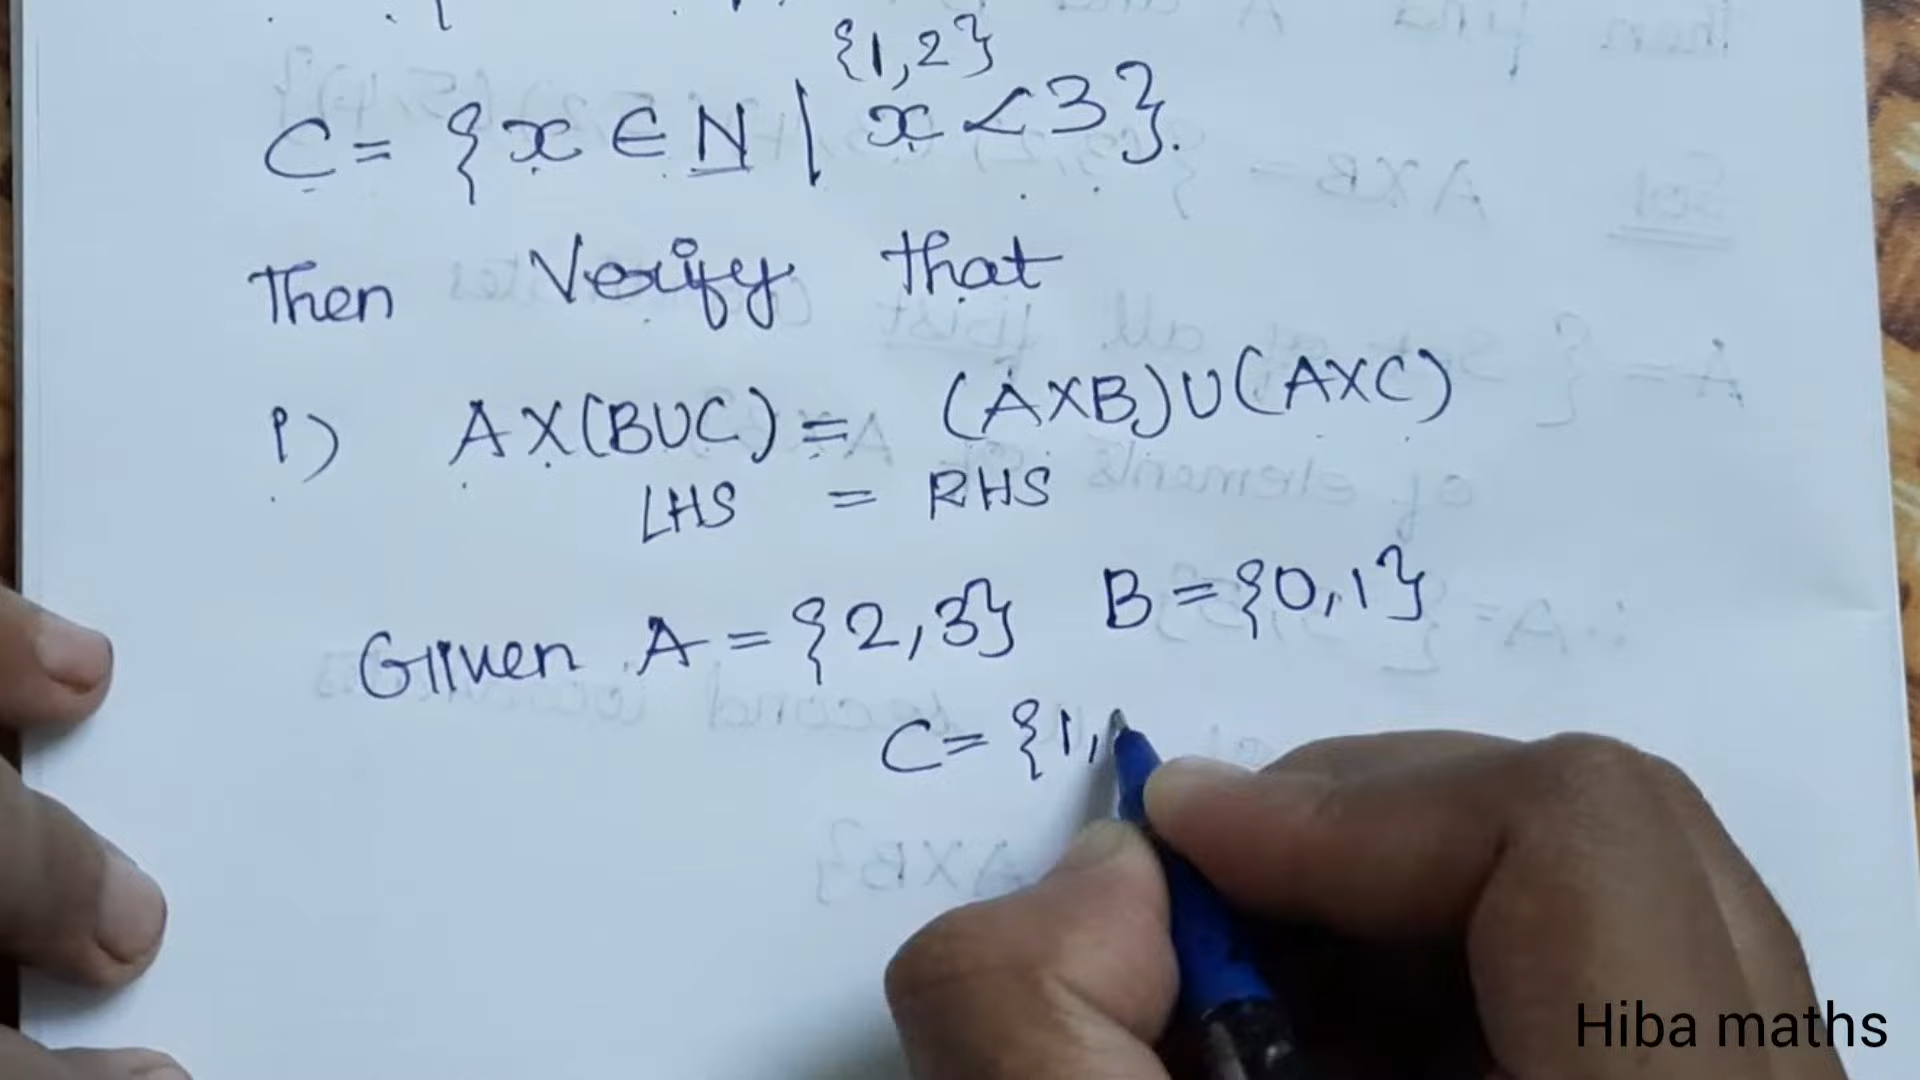 {1,2}
C = {x ∈ N | x < 3}.
Then Verify that
i) A X (B U C) = (A X B) U (A X C)
LHS = RHS
Given A = {2,3} B = {0,1}
C = {1,
Hiba maths